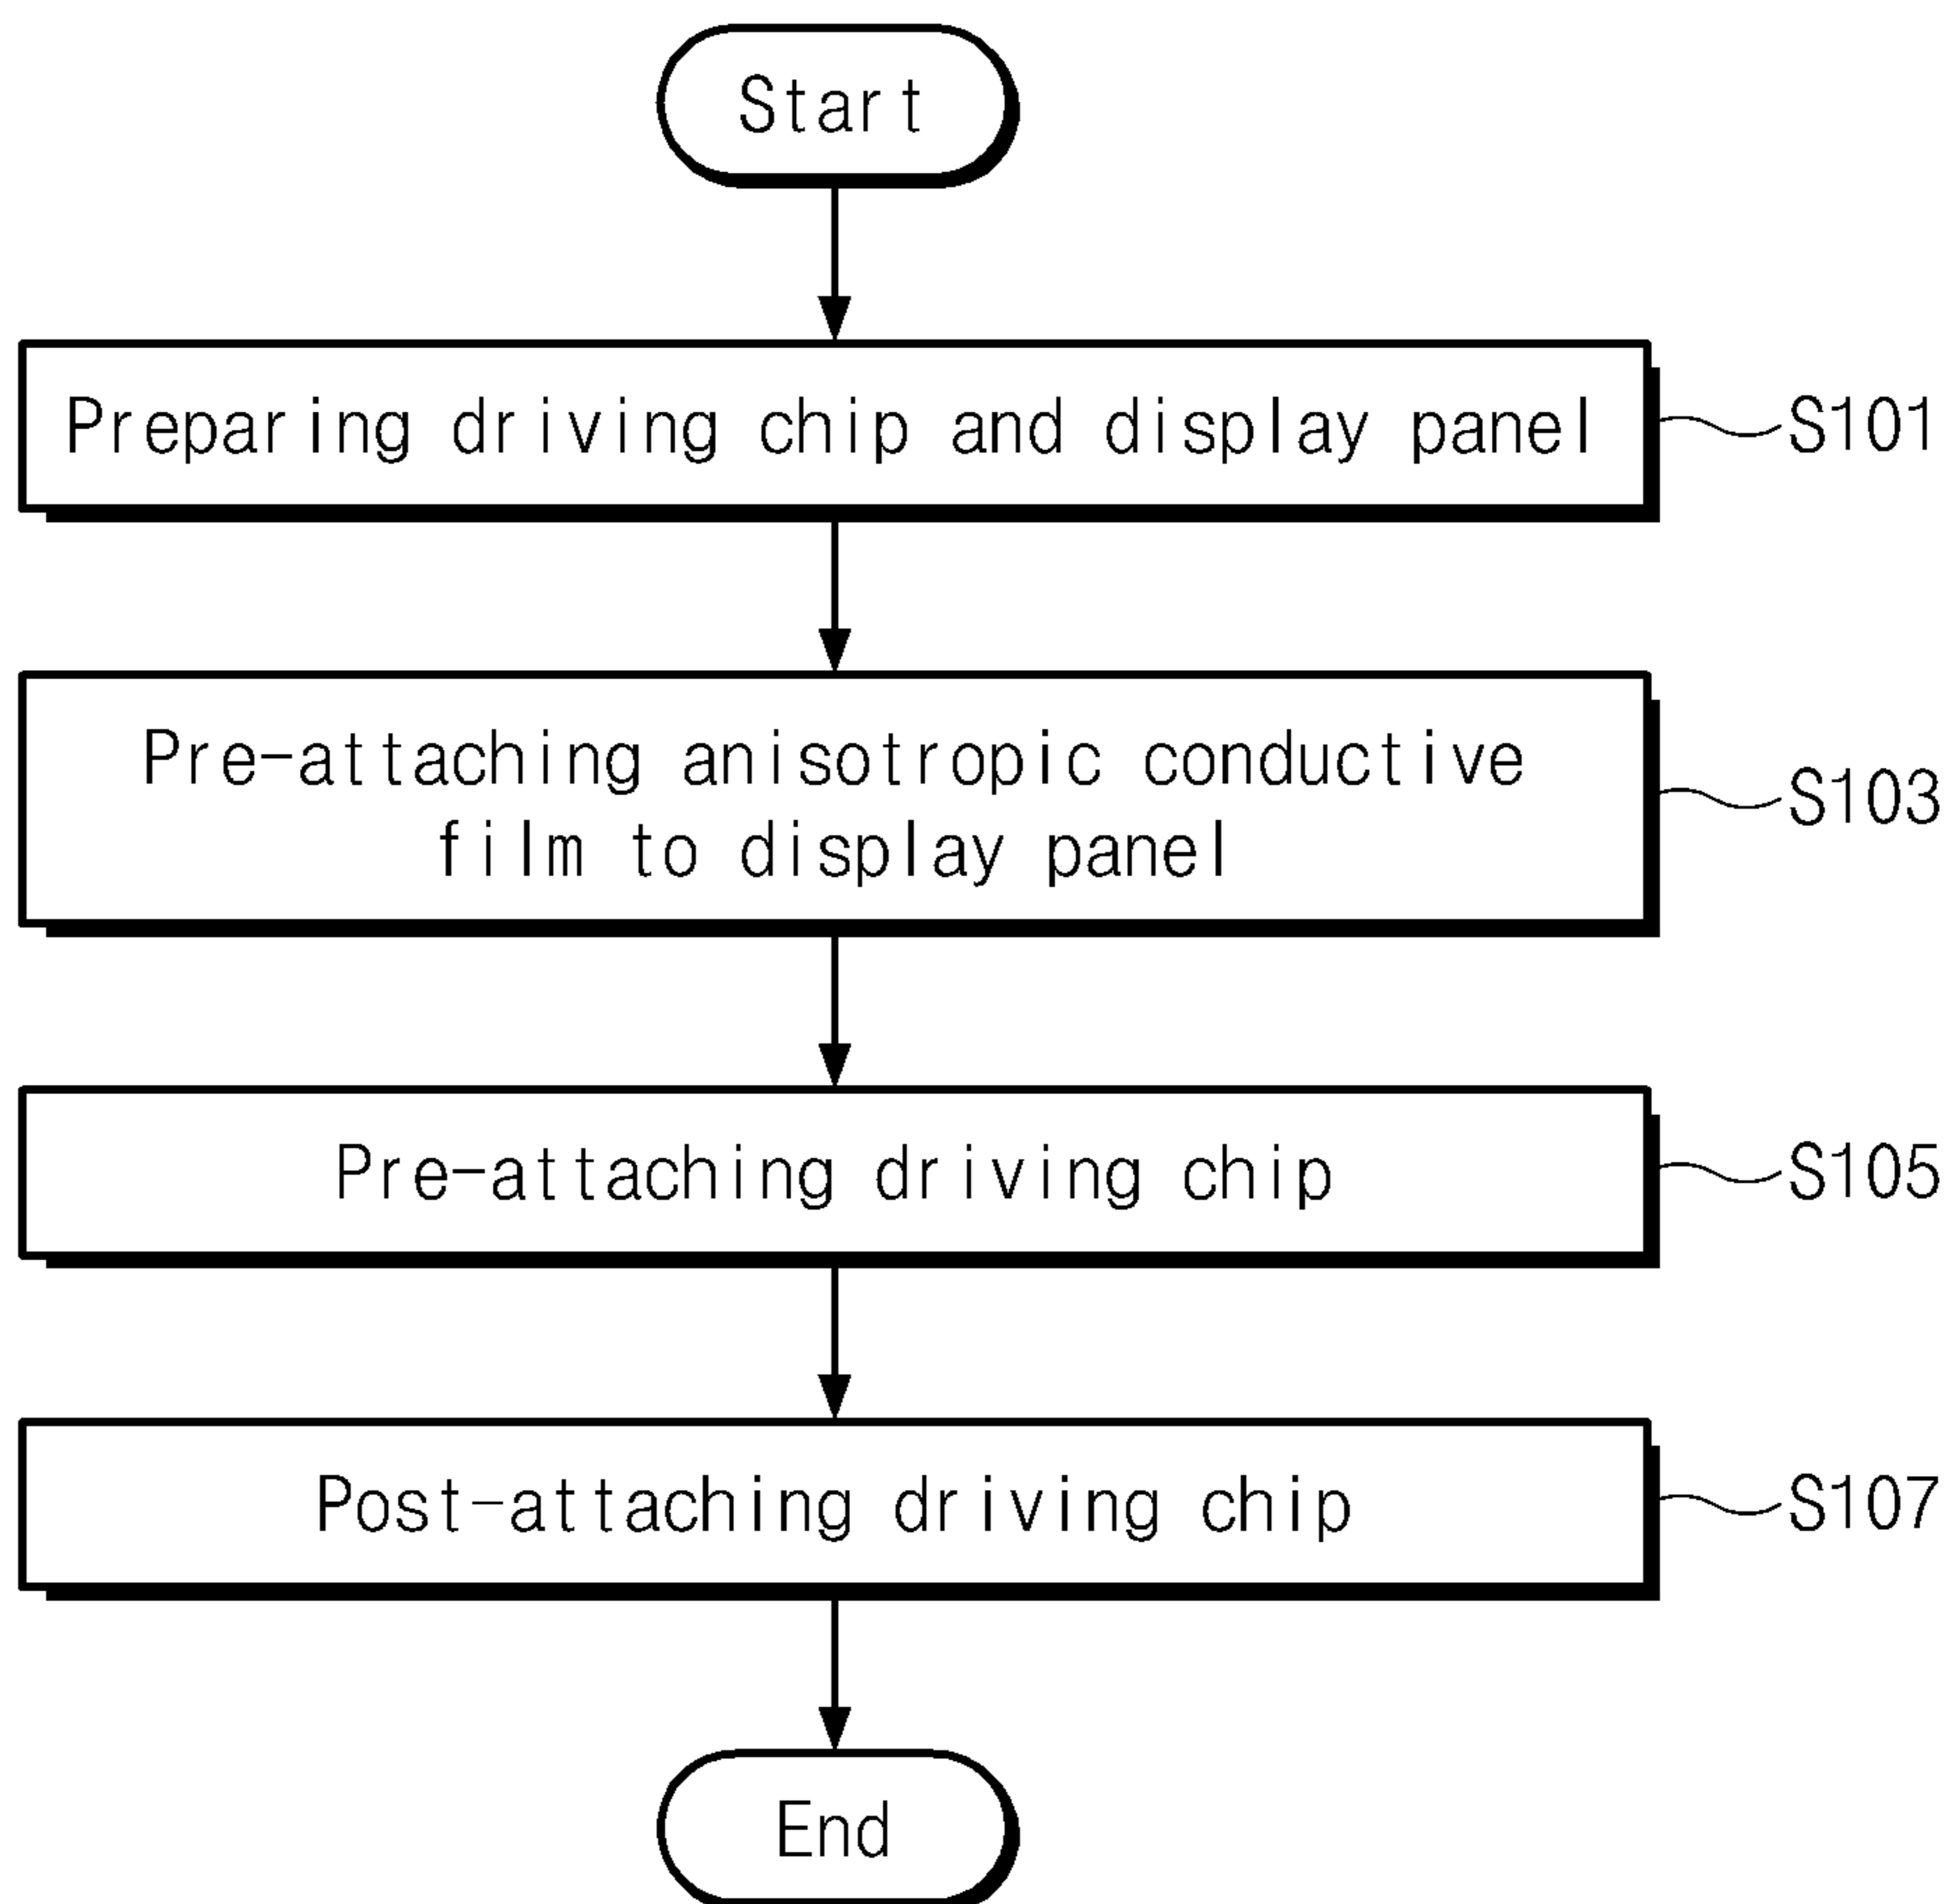 Start
Preparing driving chip and display panel
S101
Pre-attaching anisotropic conductive
film to display panel
S103
Pre-attaching driving chip
S105
Post-attaching driving chip
S107
End